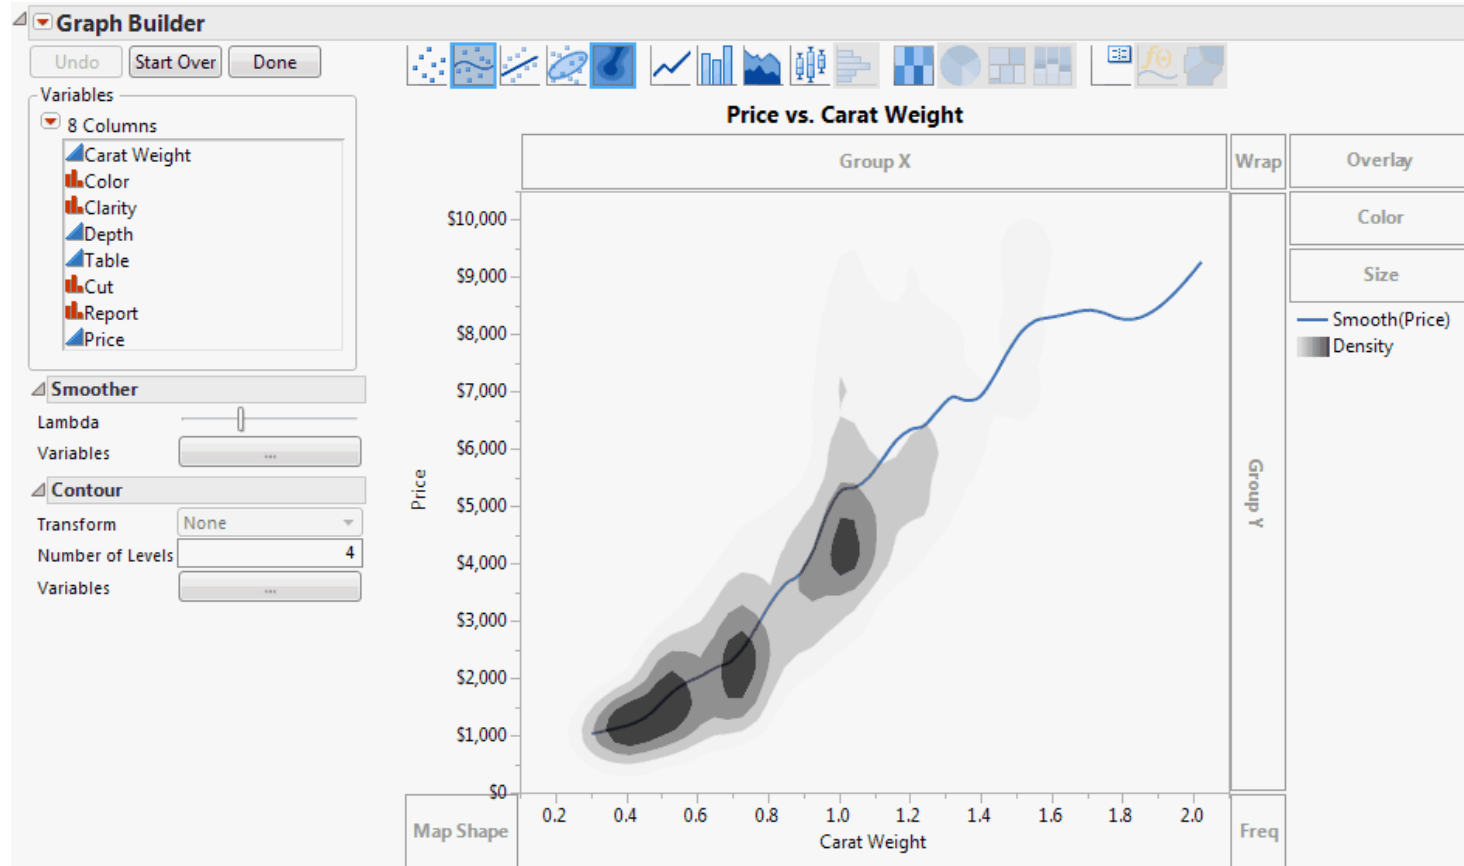 Graph Builder
Undo Start Over Done
Variables
8 Columns
Carat Weight
Color
Clarity
Depth
Table
Cut
Report
Price
Smoother
Lambda
Variables ...
Contour
Transform None
Number of Levels 4
Variables ...
Price vs. Carat Weight
Group X
Wrap
Overlay
Color
Size
Smooth(Price)
Density
Group Y
Price
$10,000
$9,000
$8,000
$7,000
$6,000
$5,000
$4,000
$3,000
$2,000
$1,000
$0
0.2 0.4 0.6 0.8 1.0 1.2 1.4 1.6 1.8 2.0
Carat Weight
Map Shape
Freq